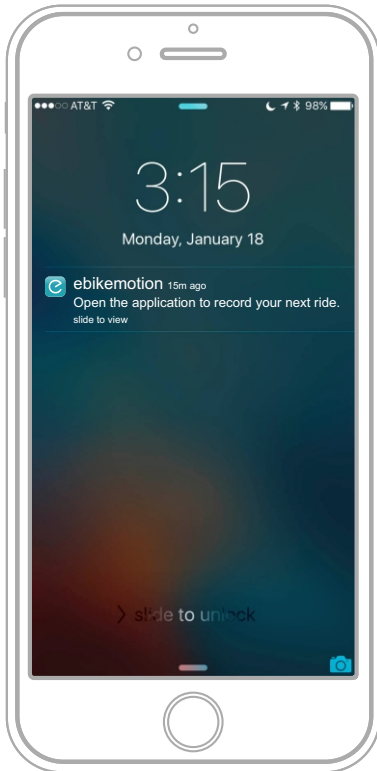 AT&T 98%
3:15
Monday, January 18
ebikemotion 15m ago
Open the application to record your next ride.
slide to view
slide to unlock